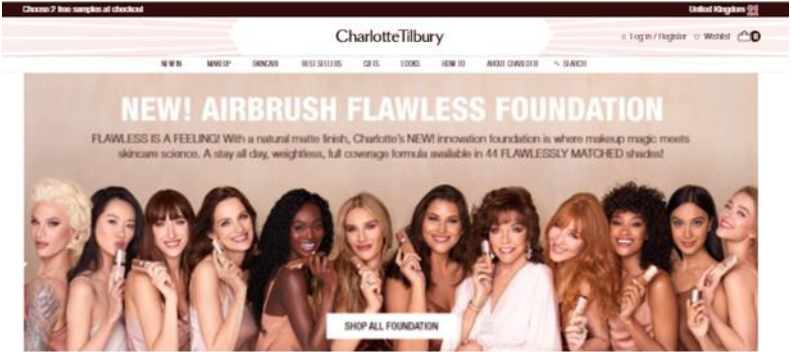 Choose 2 free samples at checkout
United Kingdom
CharlotteTilbury
Log in / Register
Wishlist
0
NEW IN
MAKEUP
SKINCARE
BEST SELLERS
GIFTS
LOOKS
HOW TO
ABOUT CHARLOTTE
SEARCH
NEW! AIRBRUSH FLAWLESS FOUNDATION
FLAWLESS IS A FEELING! With a natural matte finish, Charlotte's NEW! innovation foundation is where makeup magic meets
skincare science. A stay all day, weightless, full coverage formula available in 44 FLAWLESSLY MATCHED shades!
SHOP ALL FOUNDATION